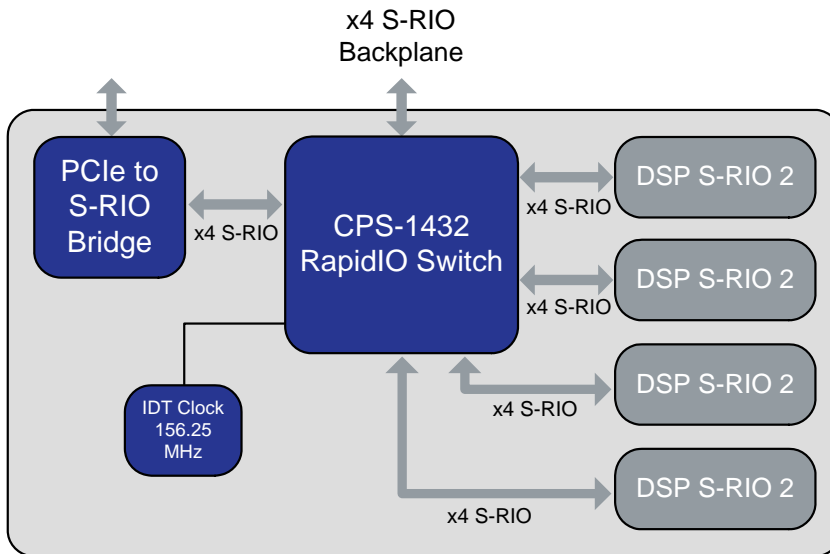 x4 S-RIO
Backplane
PCIe to
S-RIO
Bridge
x4 S-RIO
CPS-1432
RapidIO Switch
DSP S-RIO 2
x4 S-RIO
DSP S-RIO 2
x4 S-RIO
DSP S-RIO 2
x4 S-RIO
IDT Clock
156.25
MHz
DSP S-RIO 2
x4 S-RIO